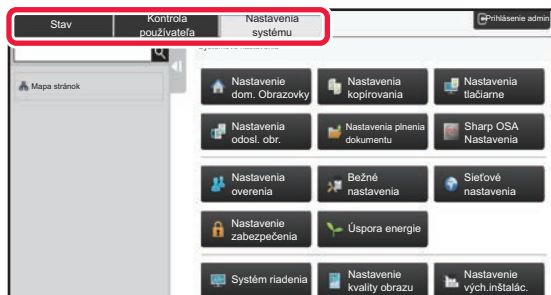 Stav
Kontrola
používateľa
Nastavenia
systému
Prihlásenie admin
Mapa stránok
Nastavenie
dom. Obrazovky
Nastavenia
kopírovania
Nastavenia
tlačiarne
Nastavenia
odosl. obr.
Nastavenia plnenia
dokumentu
Sharp OSA
Nastavenia
Nastavenia
overenia
Bežné
nastavenia
Sieťové
nastavenia
Nastavenie
zabezpečenia
Úspora energie
Systém riadenia
Nastavenie
kvality obrazu
Nastavenie
vých.inštalác.